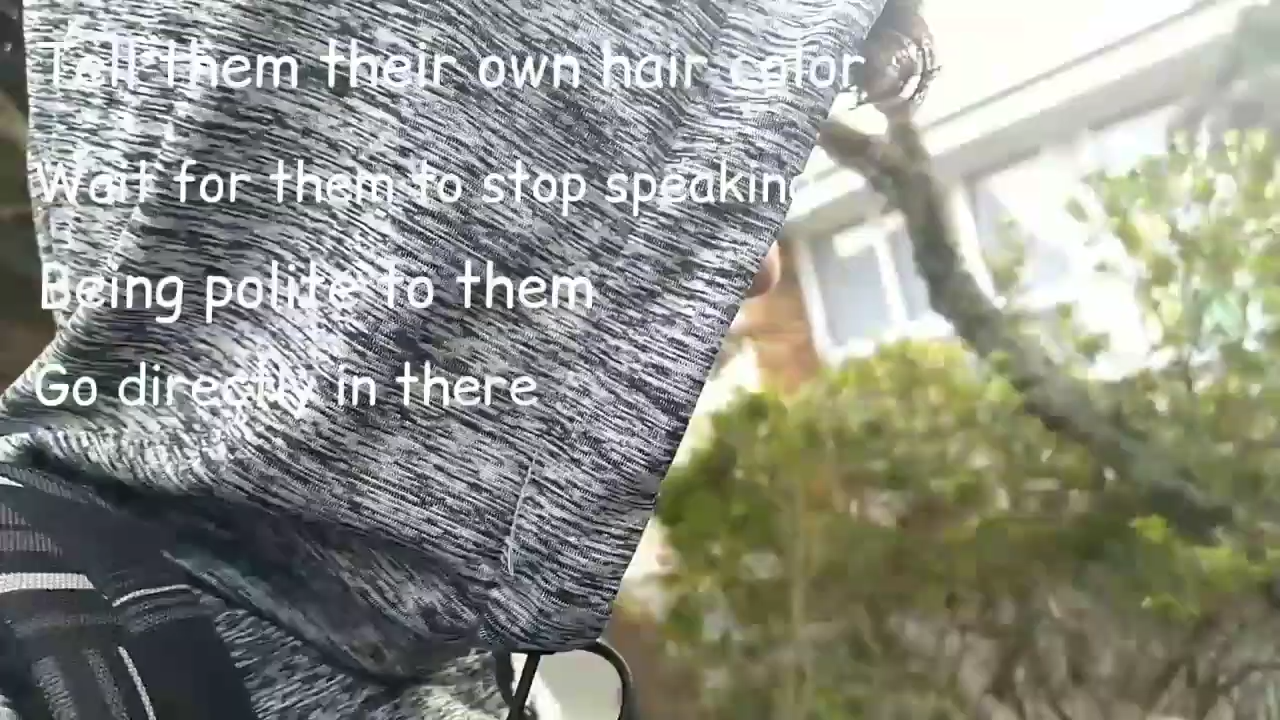 Tell them their own hair color
Wait for them to stop speaking
Being polite to them
Go directly in there